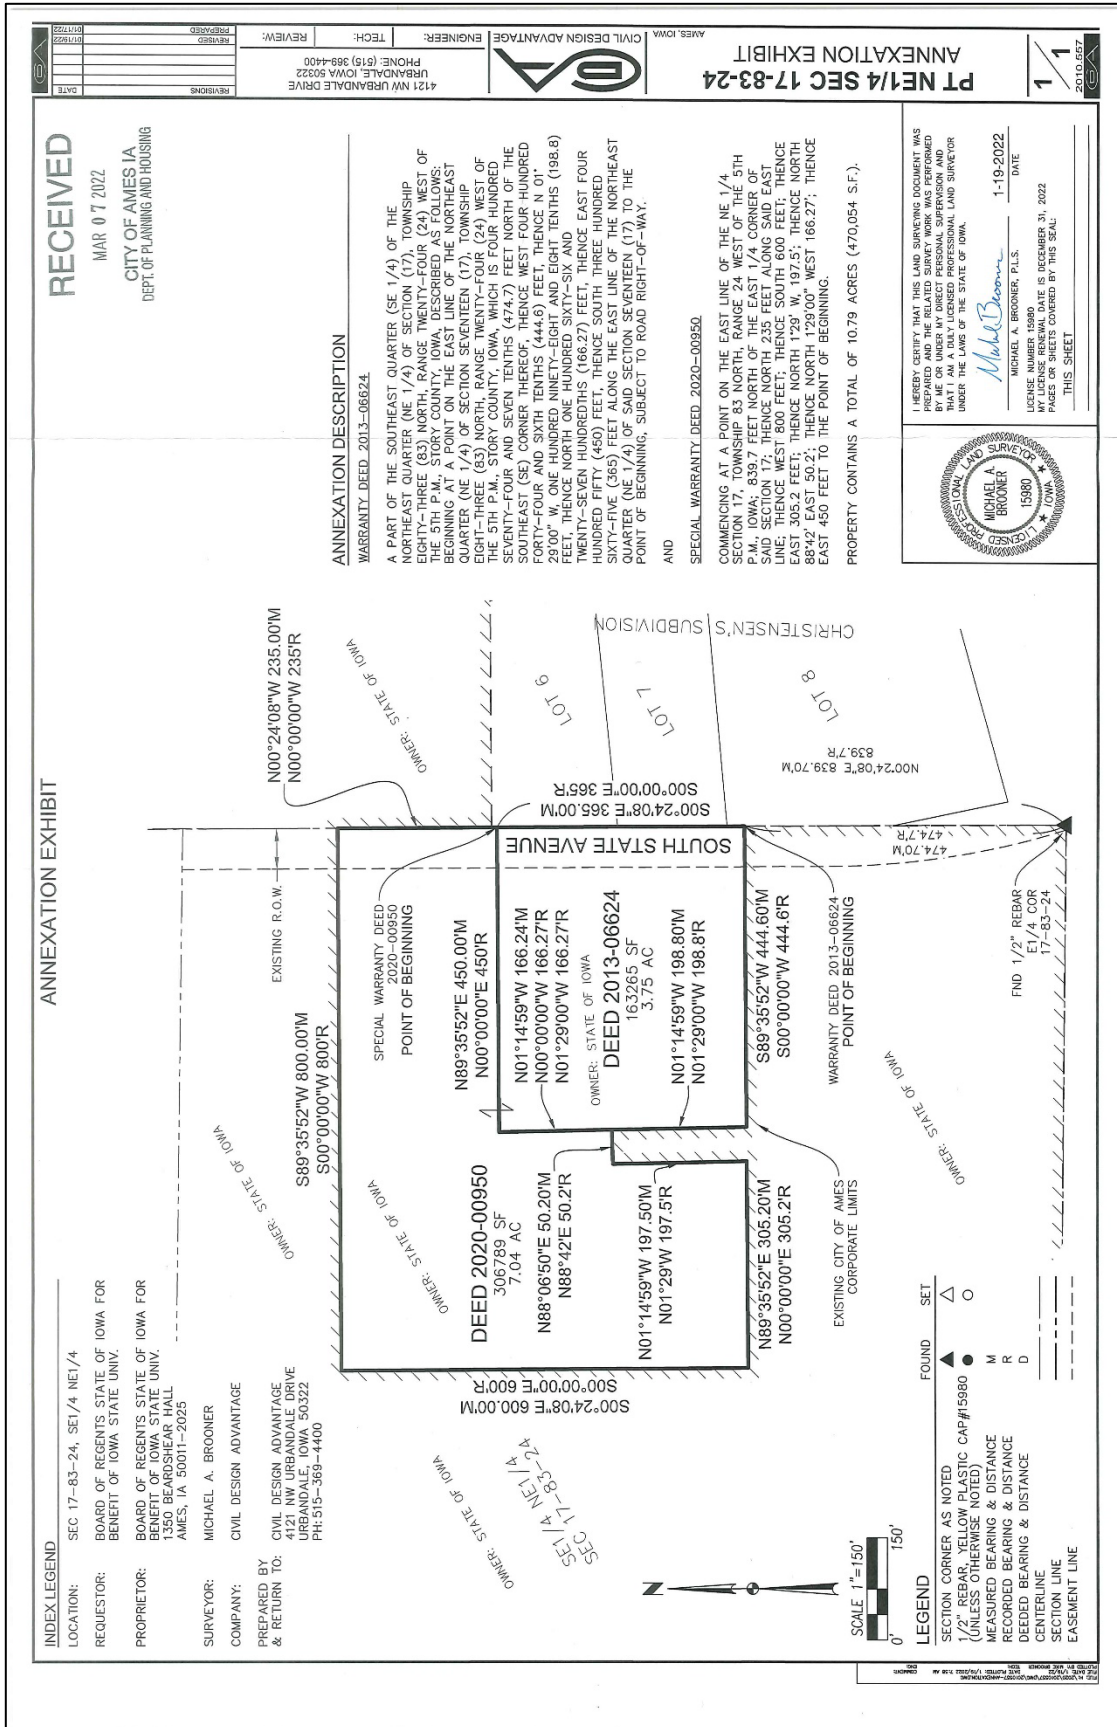 ANNEXATION EXHIBIT
INDEX LEGEND
LOCATION: SEC 17-83-24, SE1/4 NE1/4
REQUESTOR: BOARD OF REGENTS STATE OF IOWA FOR
BENEFIT OF IOWA STATE UNIV.
PROPRIETOR: BOARD OF REGENTS STATE OF IOWA FOR
BENEFIT OF IOWA STATE UNIV.
1350 BEARDSHEAR HALL
AMES, IA 50011-2025
SURVEYOR: MICHAEL A. BROONER
COMPANY: CIVIL DESIGN ADVANTAGE
PREPARED BY
& RETURN TO: CIVIL DESIGN ADVANTAGE
4121 NW URBANDALE DRIVE
URBANDALE, IOWA 50322
PH: 515-369-4400
RECEIVED
MAR 07 2022
CITY OF AMES IA
DEPT. OF PLANNING AND HOUSING
S89°35'52"W 800.00'M
S00°00'00"W 800'R
EXISTING R.O.W.
N00°24'08"W 235.00'M
N00°00'00"W 235'R
OWNER: STATE OF IOWA
OWNER: STATE OF IOWA
OWNER: STATE OF IOWA
SPECIAL WARRANTY DEED
2020-00950
POINT OF BEGINNING
S00°24'08"E 600.00'M
S00°00'00"E 600'R
DEED 2020-00950
306789 SF
7.04 AC
N89°35'52"E 450.00'M
N00°00'00"E 450'R
N01°14'59"W 166.24'M
N00°00'00"W 166.27'R
N01°29'00"W 166.27'R
OWNER: STATE OF IOWA
DEED 2013-06624
163265 SF
3.75 AC
N88°06'50"E 50.20'M
N88°42'E 50.2'R
N01°14'59"W 198.80'M
N01°29'00"W 198.8'R
N01°14'59"W 197.50'M
N01°29'W 197.5'R
SOUTH STATE AVENUE
S00°24'08"E 365.00'M
S00°00'00"E 365'R
LOT 6
LOT 7
LOT 8
CHRISTENSEN'S SUBDIVISION
N89°35'52"E 305.20'M
N00°00'00"E 305.2'R
S89°35'52"W 444.60'M
S00°00'00"W 444.6'R
EXISTING CITY OF AMES
CORPORATE LIMITS
WARRANTY DEED 2013-06624
POINT OF BEGINNING
474.70'M
474.7'R
N00°24'08"E 839.70'M
839.7'R
OWNER: STATE OF IOWA
SE1/4 NE1/4
SEC 17-83-24
OWNER: STATE OF IOWA
FND 1/2" REBAR
E1/4 COR
17-83-24
N
SCALE 1"=150'
0' 150'
LEGEND
FOUND SET
SECTION CORNER AS NOTED
1/2" REBAR, YELLOW PLASTIC CAP #15980
(UNLESS OTHERWISE NOTED)
MEASURED BEARING & DISTANCE M
RECORDED BEARING & DISTANCE R
DEEDED BEARING & DISTANCE D
CENTERLINE
SECTION LINE
EASEMENT LINE
ANNEXATION DESCRIPTION
WARRANTY DEED 2013-06624
A PART OF THE SOUTHEAST QUARTER (SE 1/4) OF THE
NORTHEAST QUARTER (NE 1/4) OF SECTION (17), TOWNSHIP
EIGHTY-THREE (83) NORTH, RANGE TWENTY-FOUR (24) WEST OF
THE 5TH P.M., STORY COUNTY, IOWA, DESCRIBED AS FOLLOWS:
BEGINNING AT A POINT ON THE EAST LINE OF THE NORTHEAST
QUARTER (NE 1/4) OF SECTION SEVENTEEN (17), TOWNSHIP
EIGHT-THREE (83) NORTH, RANGE TWENTY-FOUR (24) WEST OF
THE 5TH P.M., STORY COUNTY, IOWA, WHICH IS FOUR HUNDRED
SEVENTY-FOUR AND SEVEN TENTHS (474.7) FEET NORTH OF THE
SOUTHEAST (SE) CORNER THEREOF, THENCE WEST FOUR HUNDRED
FORTY-FOUR AND SIXTH TENTHS (444.6) FEET, THENCE N 01°
29'00" W, ONE HUNDRED NINETY-EIGHT AND EIGHT TENTHS (198.8)
FEET, THENCE NORTH ONE HUNDRED SIXTY-SIX AND
TWENTY-SEVEN HUNDREDTHS (166.27) FEET, THENCE EAST FOUR
HUNDRED FIFTY (450) FEET, THENCE SOUTH THREE HUNDRED
SIXTY-FIVE (365) FEET ALONG THE EAST LINE OF THE NORTHEAST
QUARTER (NE 1/4) OF SAID SECTION SEVENTEEN (17) TO THE
POINT OF BEGINNING, SUBJECT TO ROAD RIGHT-OF-WAY.
AND
SPECIAL WARRANTY DEED 2020-00950
COMMENCING AT A POINT ON THE EAST LINE OF THE NE 1/4
SECTION 17, TOWNSHIP 83 NORTH, RANGE 24 WEST OF THE 5TH
P.M., IOWA; 839.7 FEET NORTH OF THE EAST 1/4 CORNER OF
SAID SECTION 17; THENCE NORTH 235 FEET ALONG SAID EAST
LINE; THENCE WEST 800 FEET; THENCE SOUTH 600 FEET; THENCE
EAST 305.2 FEET; THENCE NORTH 1°29' W, 197.5'; THENCE NORTH
88°42' EAST 50.2'; THENCE NORTH 1°29'00" WEST 166.27'; THENCE
EAST 450 FEET TO THE POINT OF BEGINNING.
PROPERTY CONTAINS A TOTAL OF 10.79 ACRES (470,054 S.F.).
LICENSED PROFESSIONAL LAND SURVEYOR
MICHAEL A.
BROONER
15980
IOWA
I HEREBY CERTIFY THAT THIS LAND SURVEYING DOCUMENT WAS
PREPARED AND THE RELATED SURVEY WORK WAS PERFORMED
BY ME OR UNDER MY DIRECT PERSONAL SUPERVISION AND
THAT I AM A DULY LICENSED PROFESSIONAL LAND SURVEYOR
UNDER THE LAWS OF THE STATE OF IOWA.
1-19-2022
MICHAEL A. BROONER, P.L.S. DATE
LICENSE NUMBER 15980
MY LICENSE RENEWAL DATE IS DECEMBER 31, 2022
PAGES OR SHEETS COVERED BY THIS SEAL:
THIS SHEET
DATE REVISIONS
01/19/22 REVISED
01/17/22 PREPARED
4121 NW URBANDALE DRIVE
URBANDALE, IOWA 50322
PHONE: (515) 369-4400
ENGINEER: TECH: REVIEW:
CIVIL DESIGN ADVANTAGE
AMES, IOWA
PT NE1/4 SEC 17-83-24
ANNEXATION EXHIBIT
1/1
2010.557